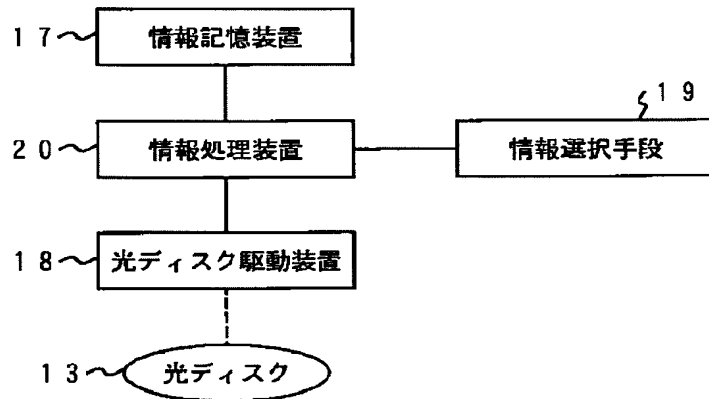 17 情報記憶装置
19
20 情報処理装置 情報選択手段
18 光ディスク駆動装置
13 光ディスク